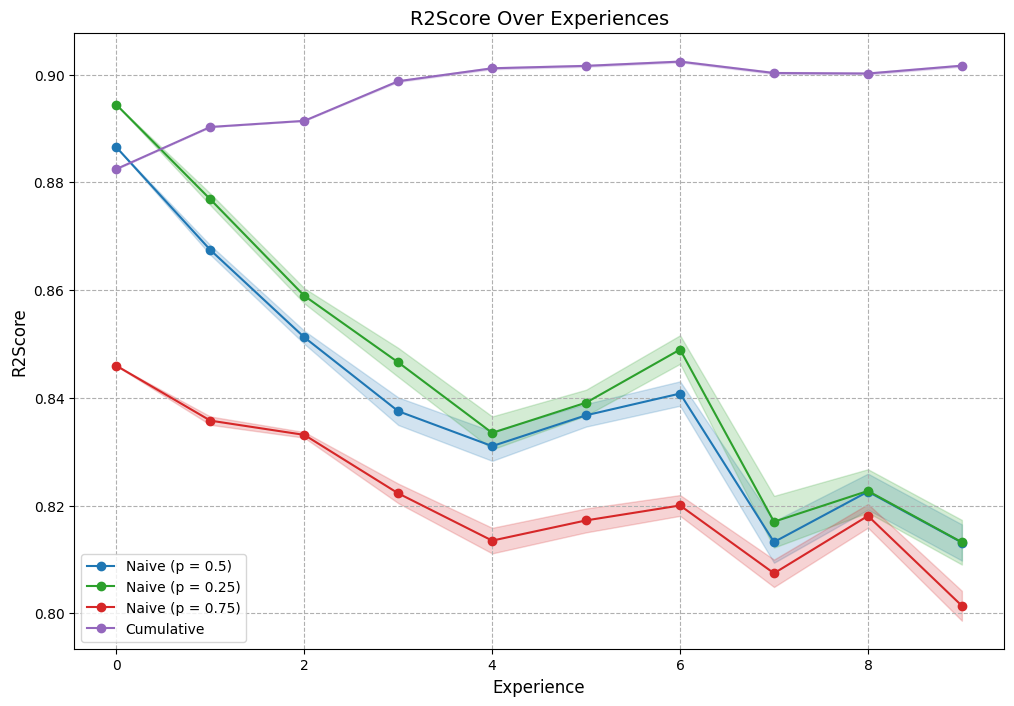 R2Score Over Experiences
R2Score
0.90
0.88
0.86
0.84
0.82
0.80
Naive (p = 0.5)
Naive (p = 0.25)
Naive (p = 0.75)
Cumulative
0 2 4 6 8
Experience